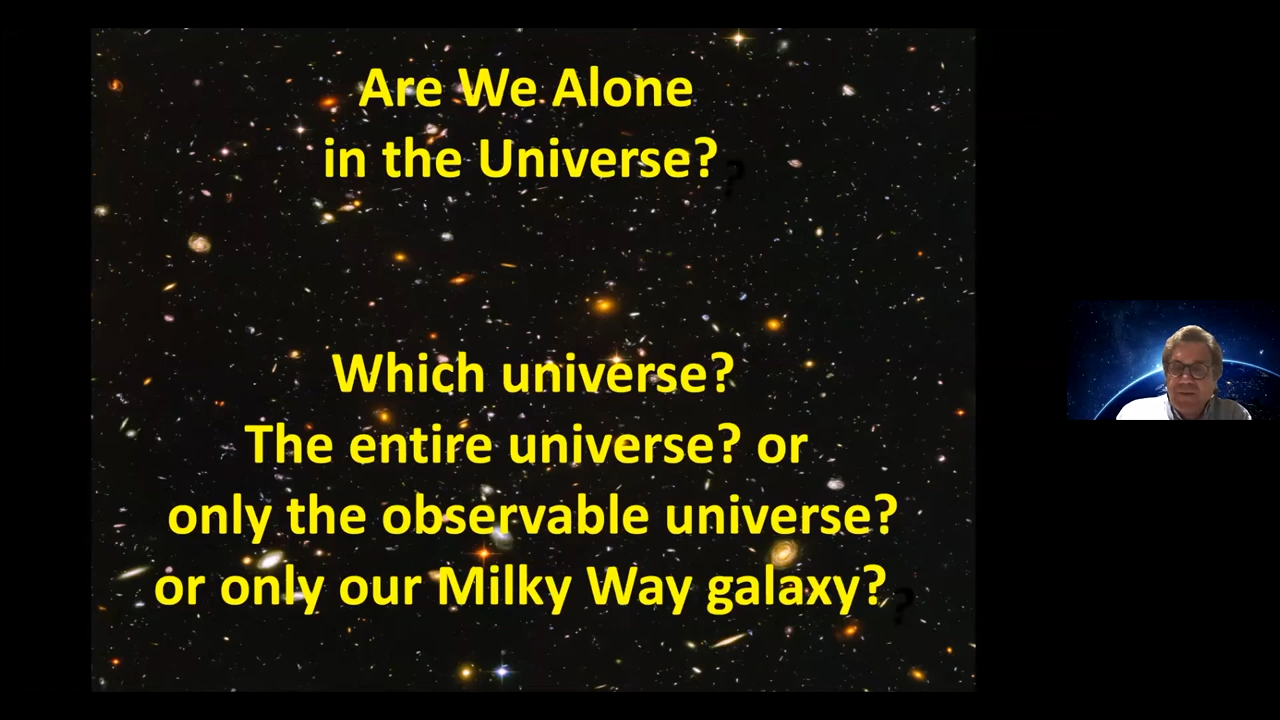 Are We Alone
in the Universe?
?
Which universe?
The entire universe? or
only the observable universe?
or only our Milky Way galaxy?
?